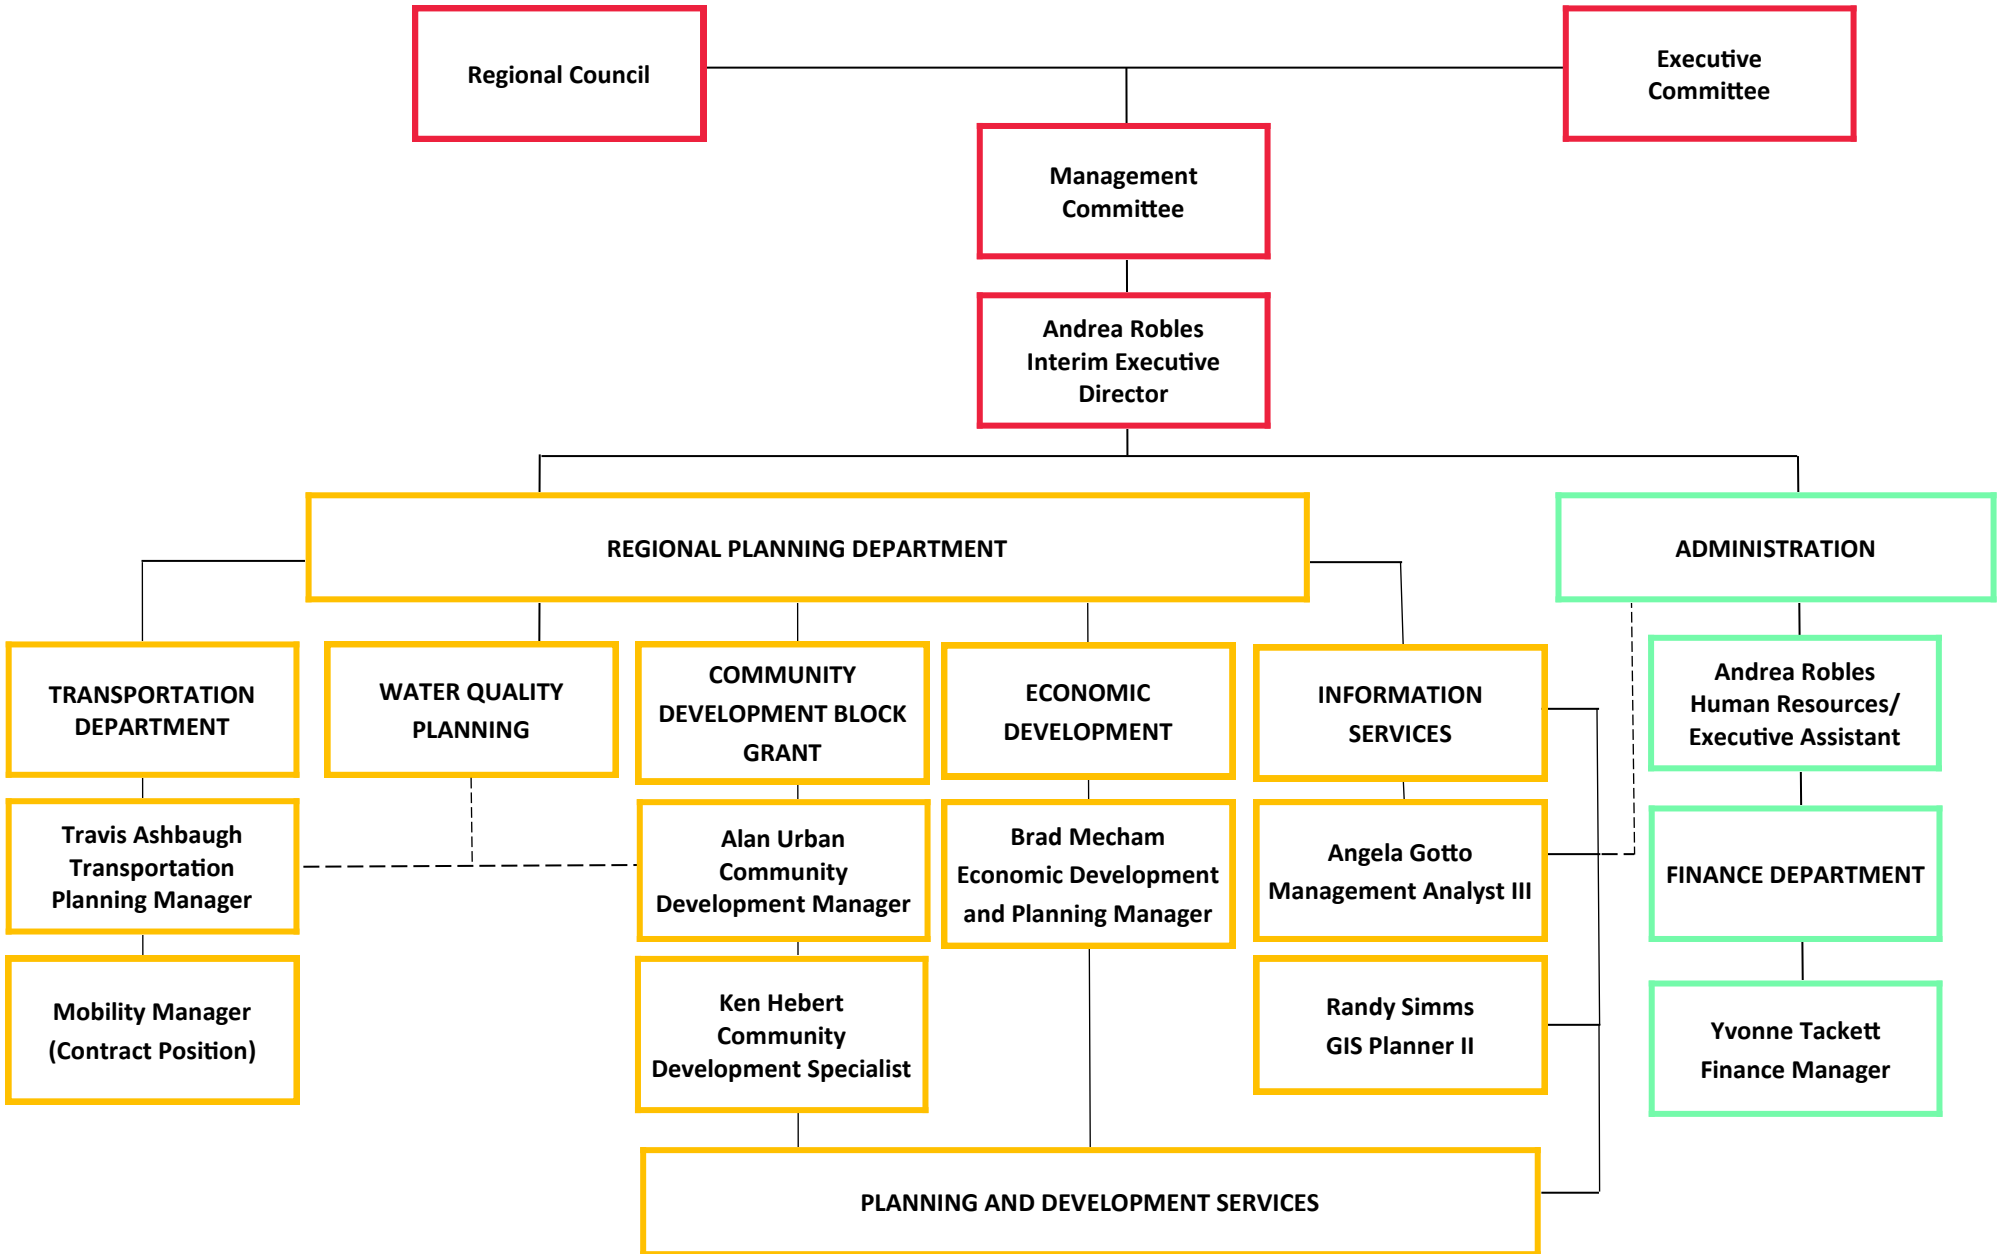 Regional Council
Executive
Committee
Management
Committee
Andrea Robles
Interim Executive
Director
REGIONAL PLANNING DEPARTMENT
ADMINISTRATION
TRANSPORTATION
DEPARTMENT
WATER QUALITY
PLANNING
COMMUNITY
DEVELOPMENT BLOCK
GRANT
ECONOMIC
DEVELOPMENT
INFORMATION
SERVICES
Andrea Robles
Human Resources/
Executive Assistant
Travis Ashbaugh
Transportation
Planning Manager
Alan Urban
Community
Development Manager
Brad Mecham
Economic Development
and Planning Manager
Angela Gotto
Management Analyst III
FINANCE DEPARTMENT
Mobility Manager
(Contract Position)
Ken Hebert
Community
Development Specialist
Randy Simms
GIS Planner II
Yvonne Tackett
Finance Manager
PLANNING AND DEVELOPMENT SERVICES